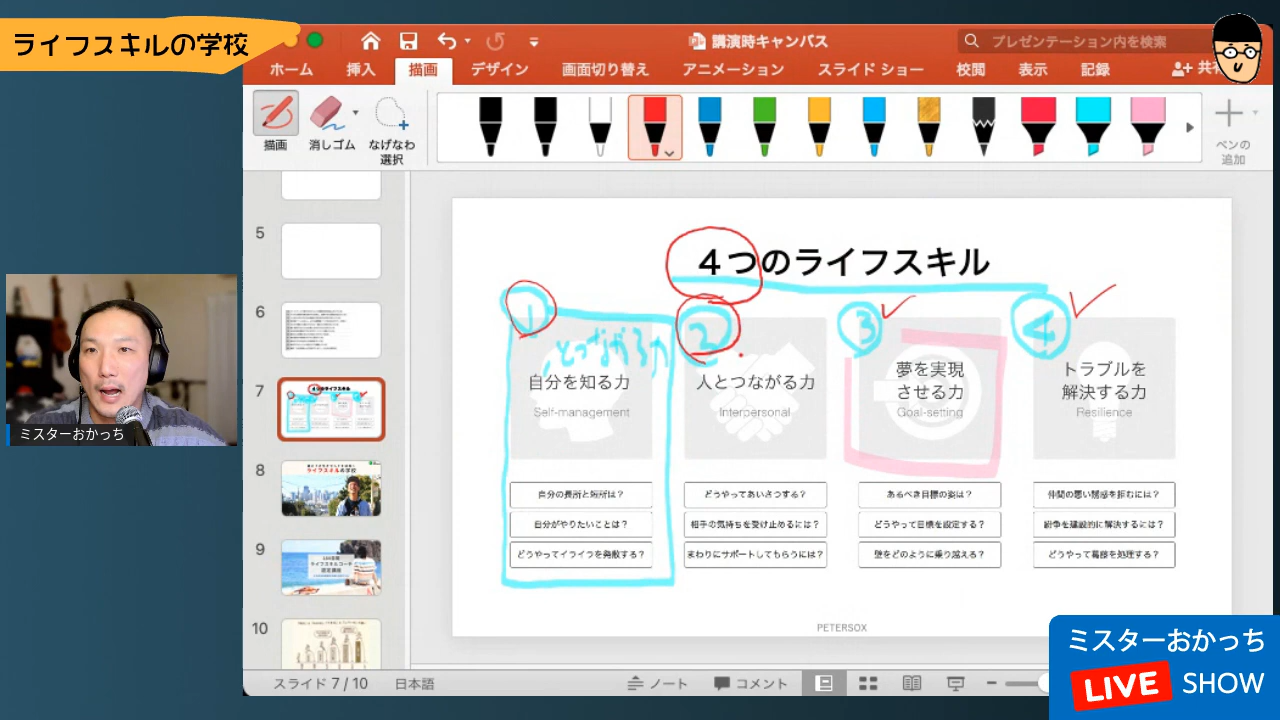 ライフスキルの学校
講演時キャンバス
プレゼンテーション内を検索
ホーム
挿入
描画
デザイン
画面切り替え
アニメーション
スライド ショー
校閲
表示
記録
共有
描画
消しゴム
なげなわ
選択
ペンの
追加
5
6
7
8
9
10
4つのライフスキル
1
2
3
4
とつながる力
自分を知る力
Self-management
人とつながる力
Interpersonal
夢を実現
させる力
Goal-setting
トラブルを
解決する力
Resilience
自分の長所と短所は?
自分がやりたいことは?
どうやってイライラを発散する?
どうやってあいさつする?
相手の気持ちを受け止めるには?
まわりにサポートしてもらうには?
あるべき目標の姿は?
どうやって目標を設定する?
壁をどのように乗り越える?
仲間の悪い誘惑を拒むには?
紛争を建設的に解決するには?
どうやって葛藤を処理する?
PETERSOX
ミスターおかっち
スライド 7 / 10
日本語
ノート
コメント
ミスターおかっち
LIVE SHOW